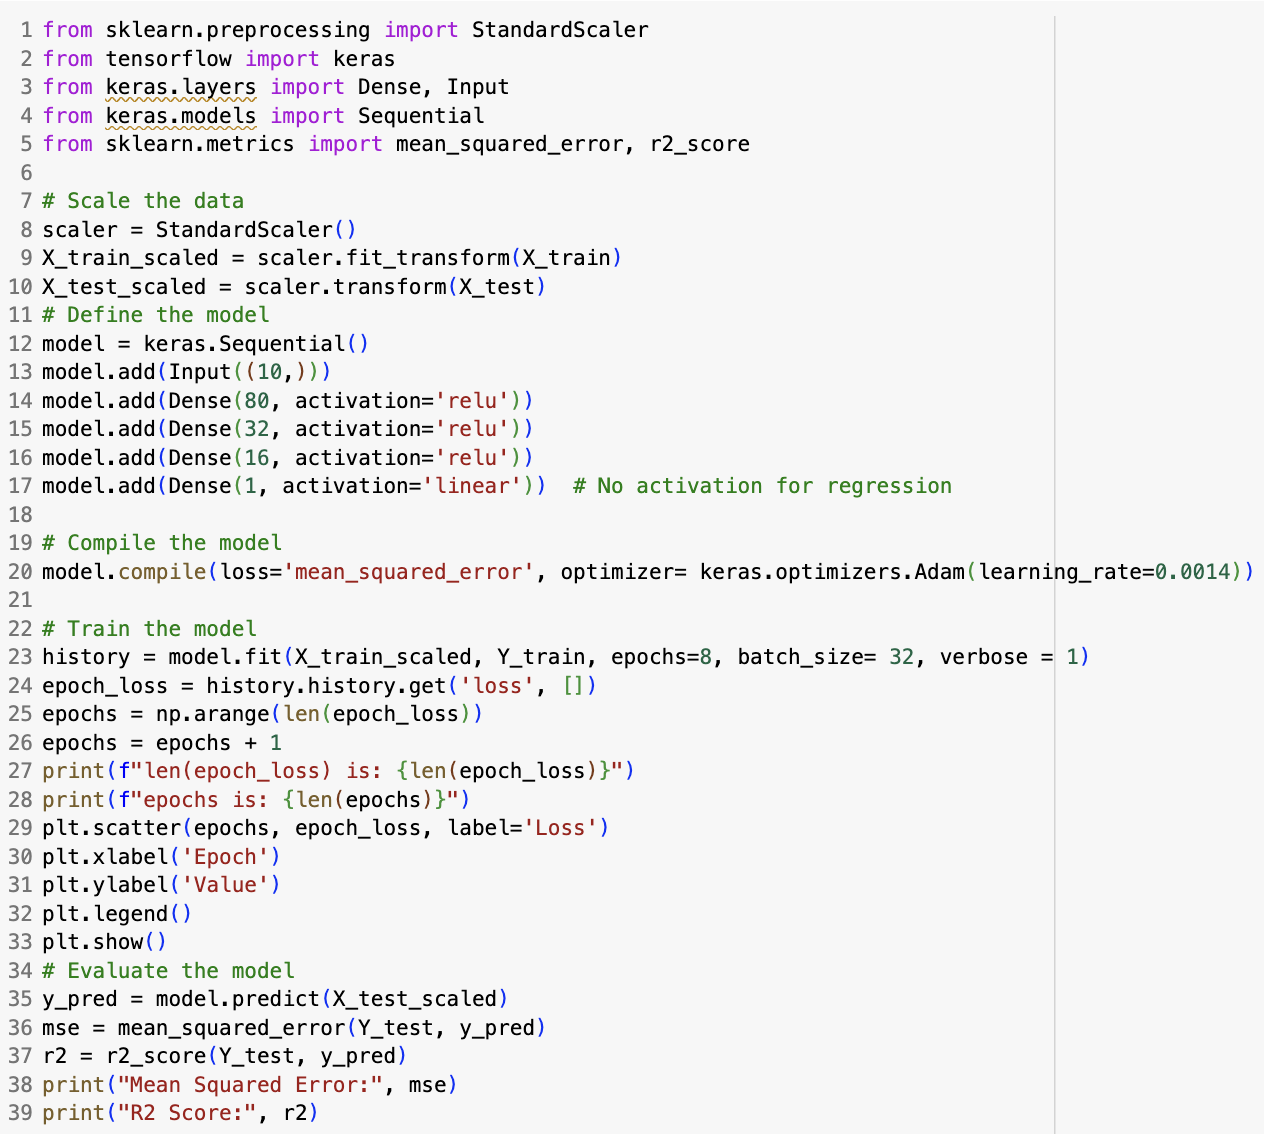 1 from sklearn.preprocessing import StandardScaler
2 from tensorflow import keras
3 from keras.layers import Dense, Input
4 from keras.models import Sequential
5 from sklearn.metrics import mean_squared_error, r2_score
6
7 # Scale the data
8 scaler = StandardScaler()
9 X_train_scaled = scaler.fit_transform(X_train)
10 X_test_scaled = scaler.transform(X_test)
11 # Define the model
12 model = keras.Sequential()
13 model.add(Input((10,)))
14 model.add(Dense(80, activation='relu'))
15 model.add(Dense(32, activation='relu'))
16 model.add(Dense(16, activation='relu'))
17 model.add(Dense(1, activation='linear'))  # No activation for regression
18
19 # Compile the model
20 model.compile(loss='mean_squared_error', optimizer= keras.optimizers.Adam(learning_rate=0.0014))
21
22 # Train the model
23 history = model.fit(X_train_scaled, Y_train, epochs=8, batch_size= 32, verbose = 1)
24 epoch_loss = history.history.get('loss', [])
25 epochs = np.arange(len(epoch_loss))
26 epochs = epochs + 1
27 print(f"len(epoch_loss) is: {len(epoch_loss)}")
28 print(f"epochs is: {len(epochs)}")
29 plt.scatter(epochs, epoch_loss, label='Loss')
30 plt.xlabel('Epoch')
31 plt.ylabel('Value')
32 plt.legend()
33 plt.show()
34 # Evaluate the model
35 y_pred = model.predict(X_test_scaled)
36 mse = mean_squared_error(Y_test, y_pred)
37 r2 = r2_score(Y_test, y_pred)
38 print("Mean Squared Error:", mse)
39 print("R2 Score:", r2)